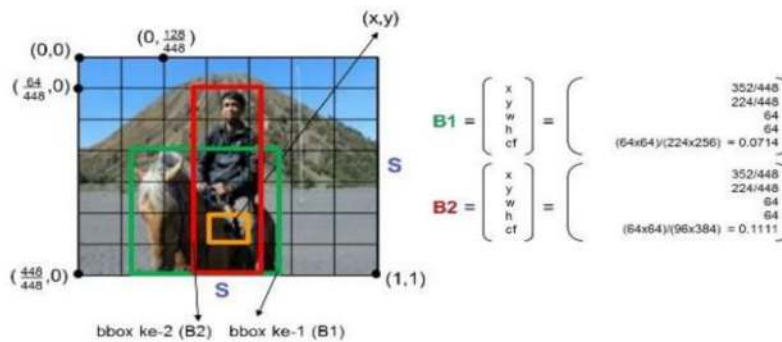 (x,y)
(0,0)
(0, 128/448)
(64/448,0)
S
(448/448,0)
S
(1,1)
bbox ke-2 (B2)
bbox ke-1 (B1)
B1 = ( x y w h cf ) = (
352/448
224/448
64
64
(64x64)/(224x256) = 0.0714
B2 = ( x y w h cf ) = (
352/448
224/448
64
64
(64x64)/(96x384) = 0.1111